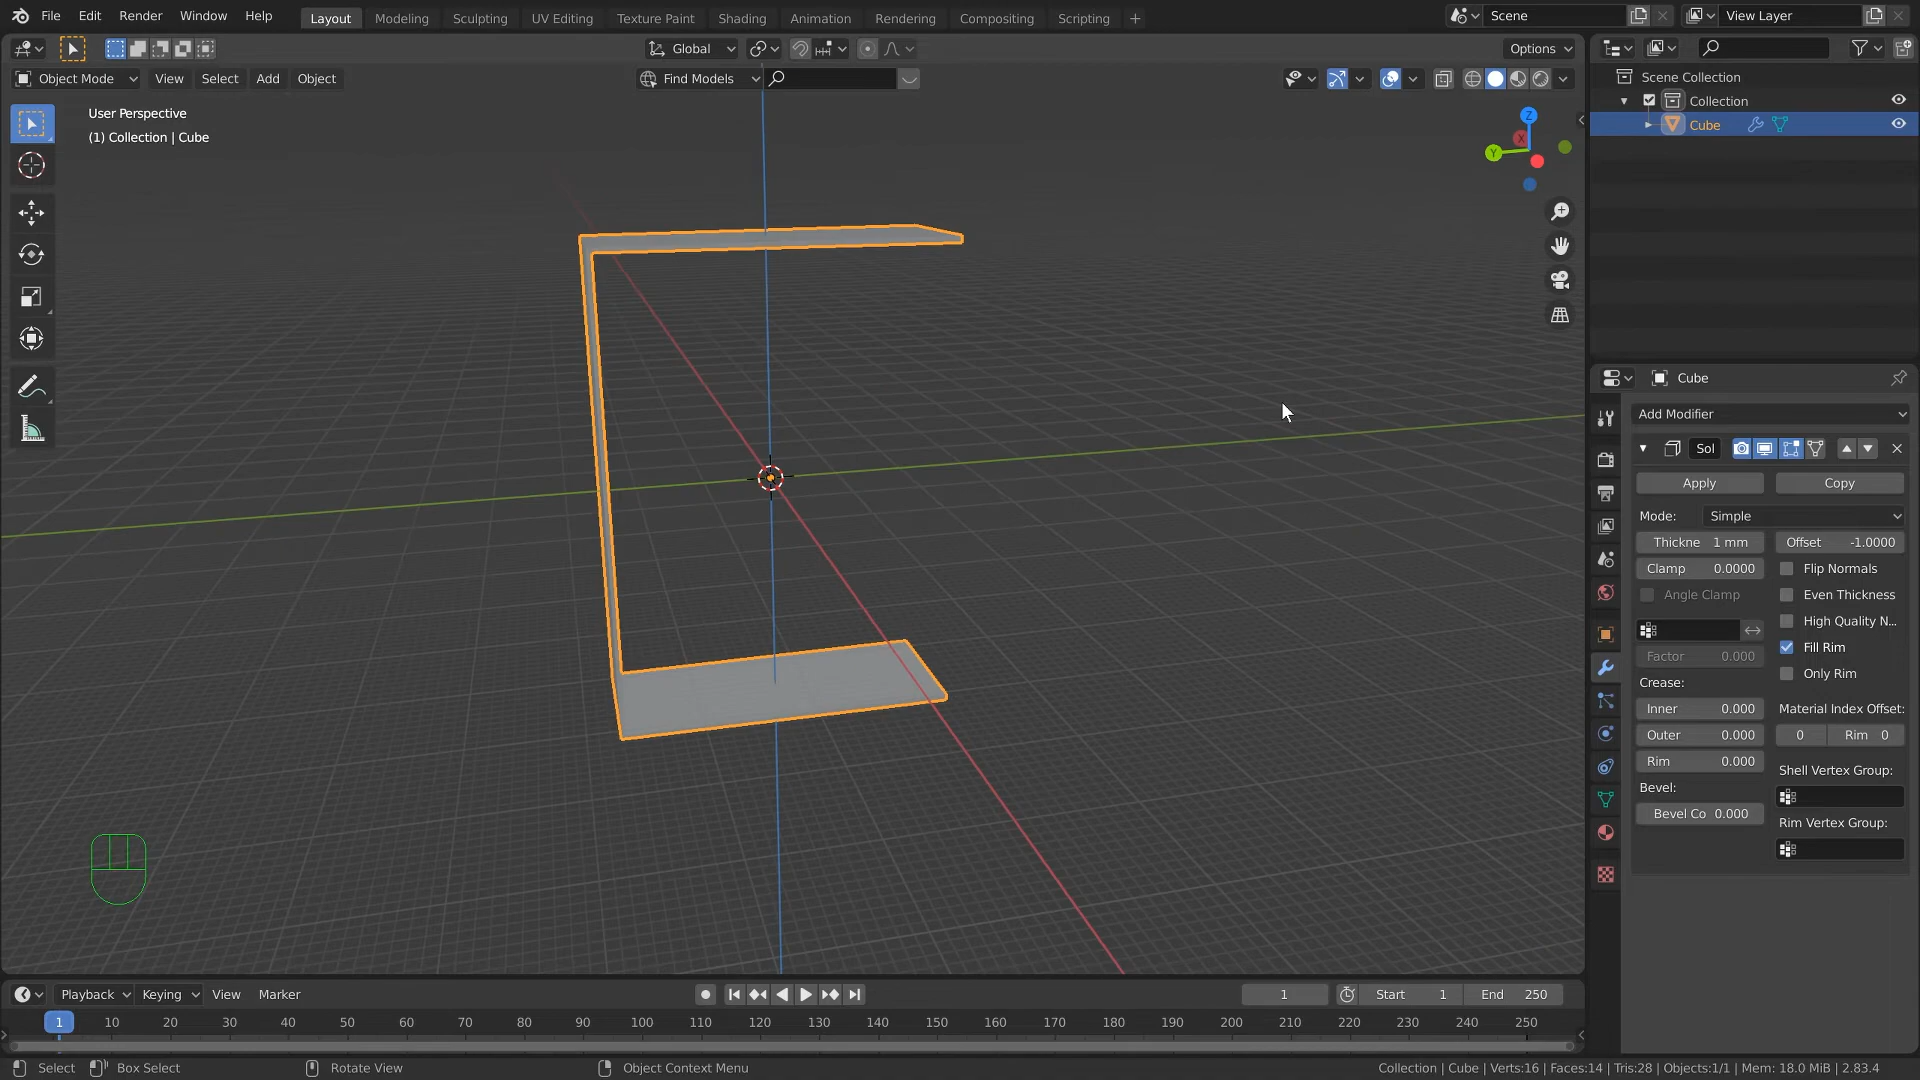 File Edit Render Window Help Layout Modeling Sculpting UV Editing Texture Paint Shading Animation Rendering Compositing Scripting + Scene View Layer
Global Options
Object Mode View Select Add Object Find Models
User Perspective
(1) Collection | Cube
Z
X
Y
Scene Collection
Collection
Cube
Cube
Add Modifier
Sol
Apply Copy
Mode: Simple
Thickne 1 mm Offset -1.0000
Clamp 0.0000 Flip Normals
Angle Clamp Even Thickness
High Quality N...
Fill Rim
Factor 0.000
Only Rim
Crease:
Inner 0.000 Material Index Offset:
Outer 0.000 0 Rim 0
Rim 0.000 Shell Vertex Group:
Bevel:
Bevel Co 0.000
Rim Vertex Group:
Playback Keying View Marker 1 Start 1 End 250
1 10 20 30 40 50 60 70 80 90 100 110 120 130 140 150 160 170 180 190 200 210 220 230 240 250
Select Box Select Rotate View Object Context Menu Collection | Cube | Verts:16 | Faces:14 | Tris:28 | Objects:1/1 | Mem: 18.0 MiB | 2.83.4